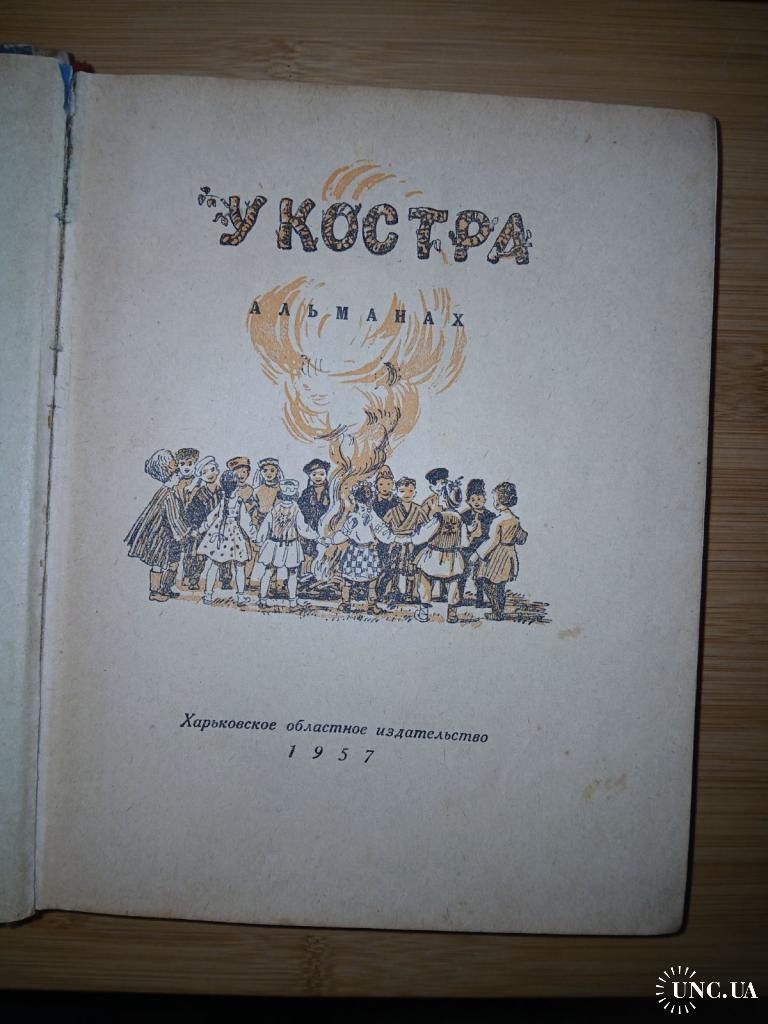 У КОСТРА
АЛЬМАНАХ
Харьковское областное издательство
1957
UNC.UA